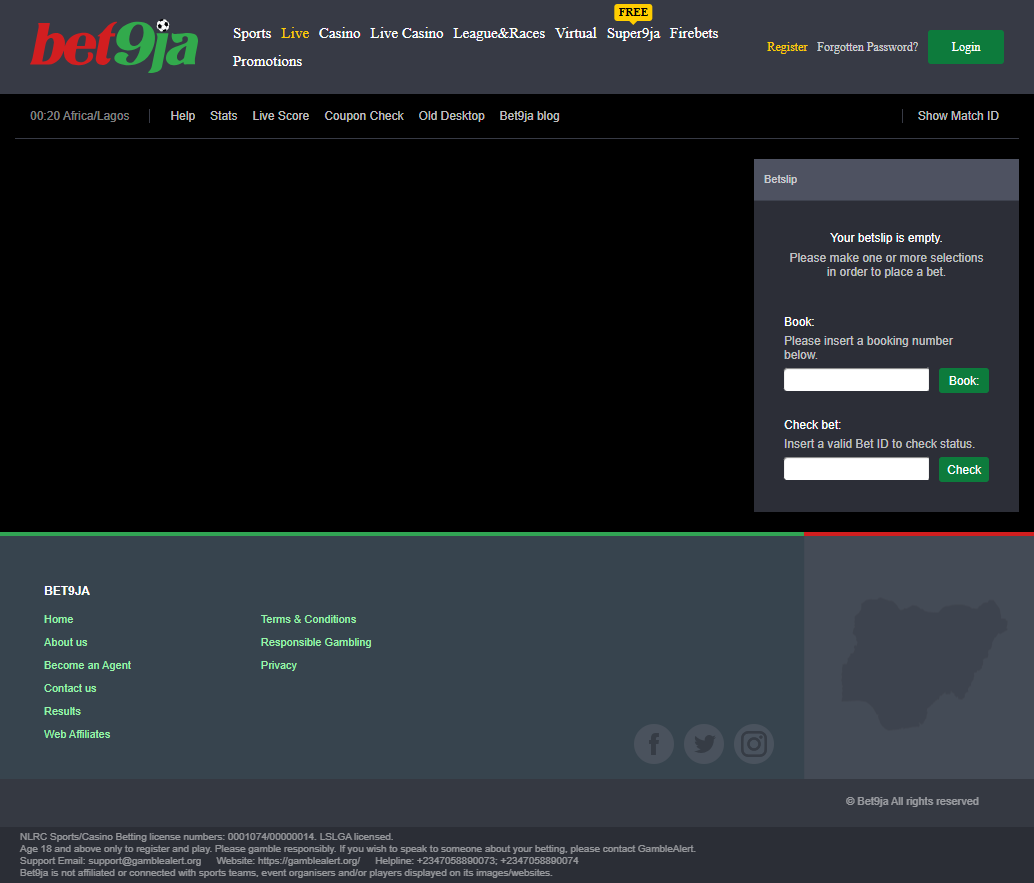 bet9ja
FREE
Sports Live Casino Live Casino League&Races Virtual Super9ja Firebets
Promotions
Register Forgotten Password? Login
00:20 Africa/Lagos Help Stats Live Score Coupon Check Old Desktop Bet9ja blog Show Match ID
Betslip
Your betslip is empty.
Please make one or more selections
in order to place a bet.
Book:
Please insert a booking number
below.
Book:
Check bet:
Insert a valid Bet ID to check status.
Check
BET9JA
Home Terms & Conditions
About us Responsible Gambling
Become an Agent Privacy
Contact us
Results
Web Affiliates
© Bet9ja All rights reserved
NLRC Sports/Casino Betting license numbers: 0001074/00000014. LSLGA licensed.
Age 18 and above only to register and play. Please gamble responsibly. If you wish to speak to someone about your betting, please contact GambleAlert.
Support Email: support@gamblealert.org Website: https://gamblealert.org/ Helpline: +2347058890073; +2347058890074
Bet9ja is not affiliated or connected with sports teams, event organisers and/or players displayed on its images/websites.